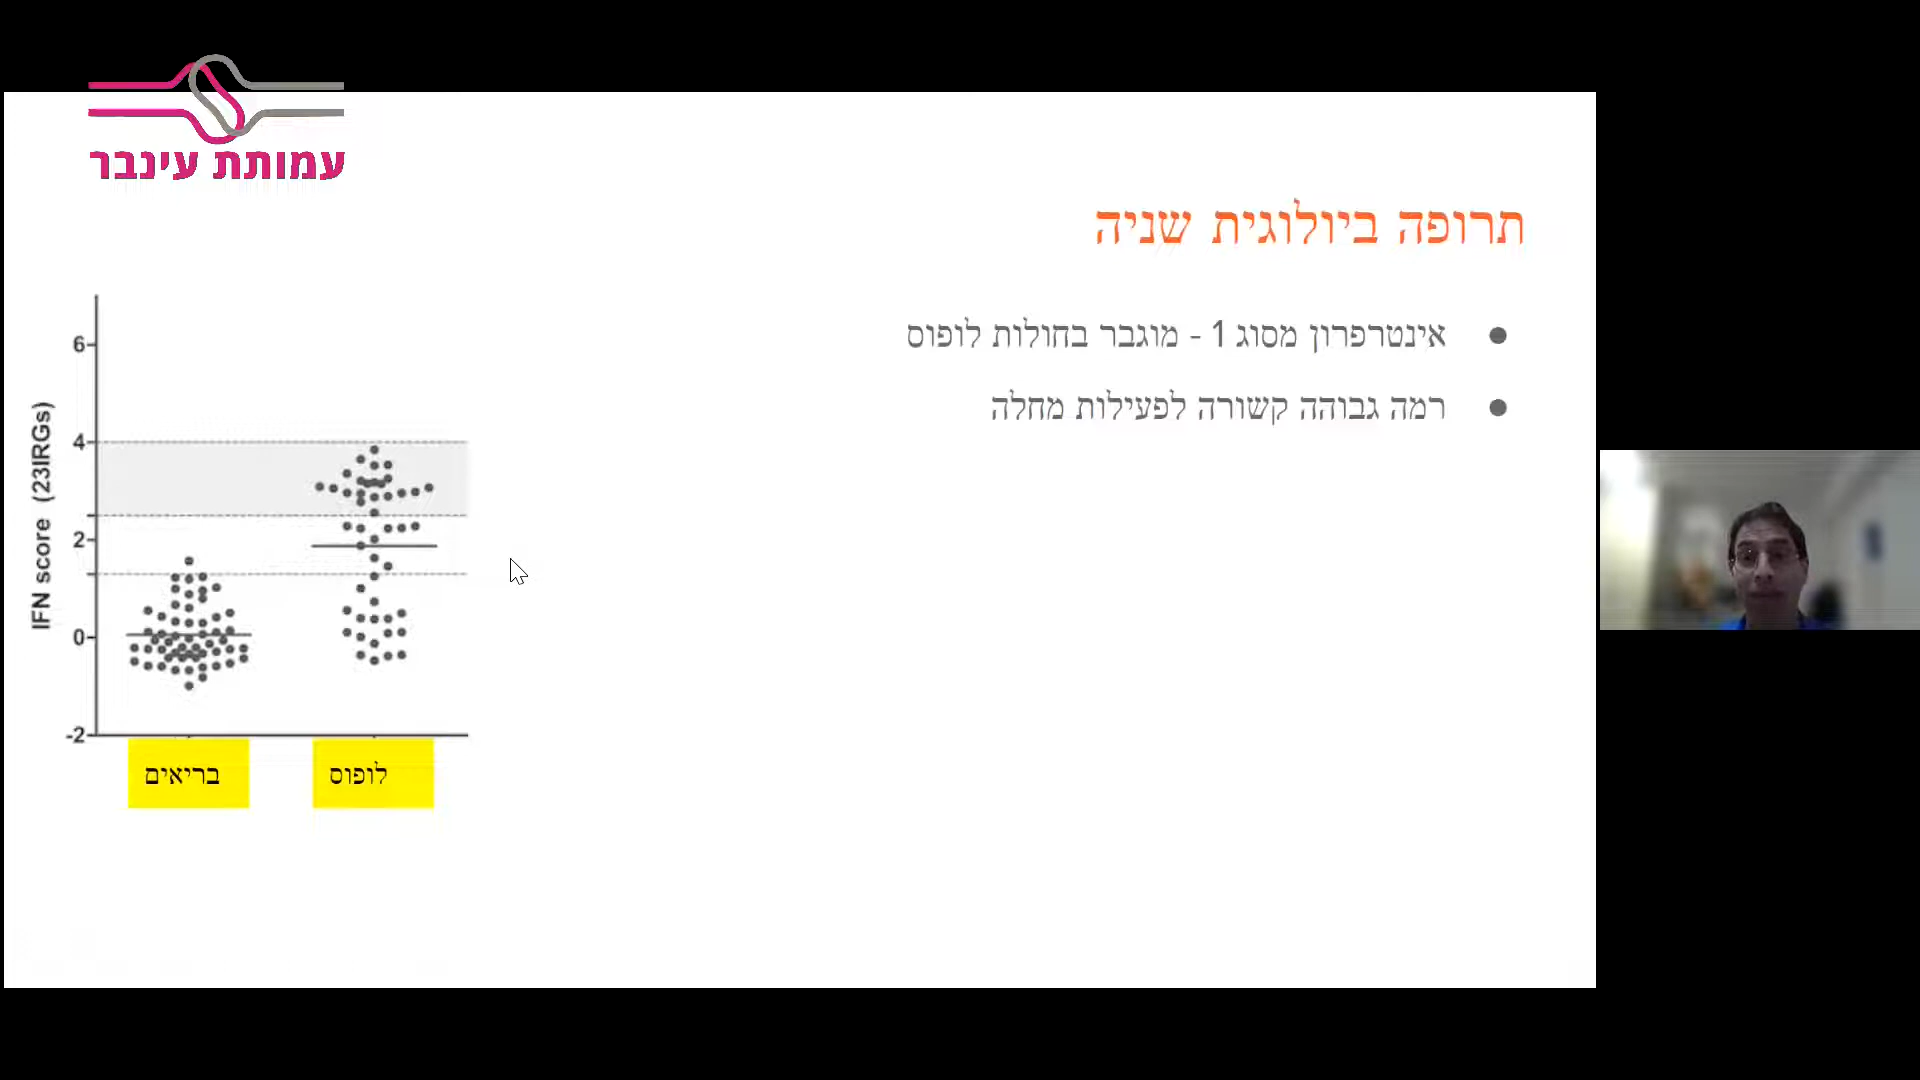 עמותת עינבר
תרופה ביולוגית שניה
אינטרפרון מסוג 1 - מוגבר בחולות לופוס
רמה גבוהה קשורה לפעילות מחלה
IFN score (23IRGs)
6
4
2
0
-2
בריאים
לופוס